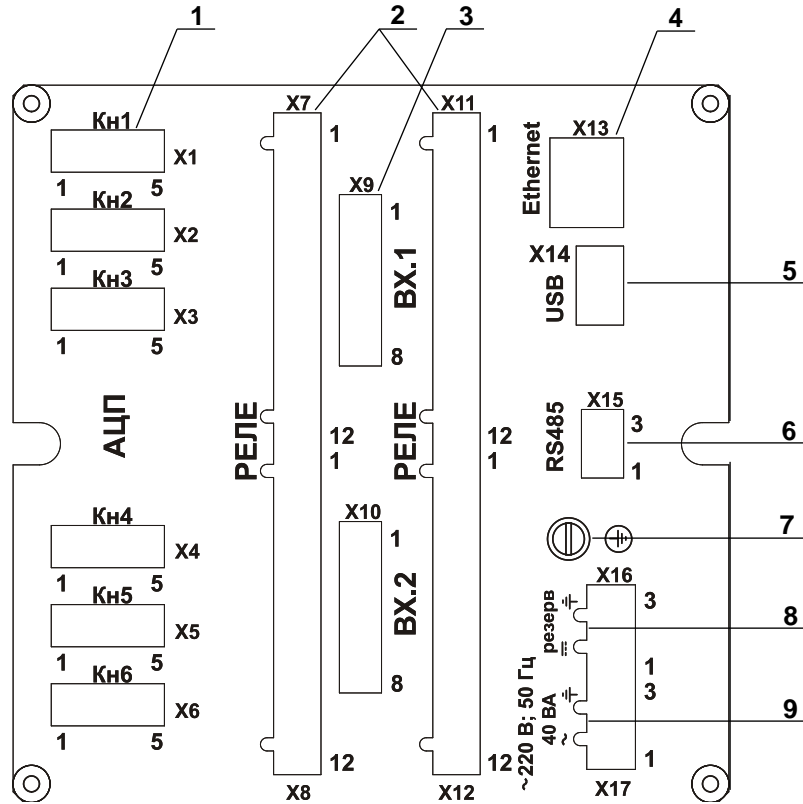 1
2
3
4
Кн1
X1
1 5
Кн2
X2
1 5
Кн3
X3
1 5
АЦП
Кн4
X4
1 5
Кн5
X5
1 5
Кн6
X6
1 5
X7
1
12
РЕЛЕ
1
12
X8
X9
1
ВХ.1
8
X10
1
ВХ.2
8
X11
1
12
РЕЛЕ
1
12
X12
X13
Ethernet
X14
USB
5
X15
RS485
3
1
6
7
X16
3
резерв
1
8
3
~220 В; 50 Гц
40 ВА
~
1
X17
9